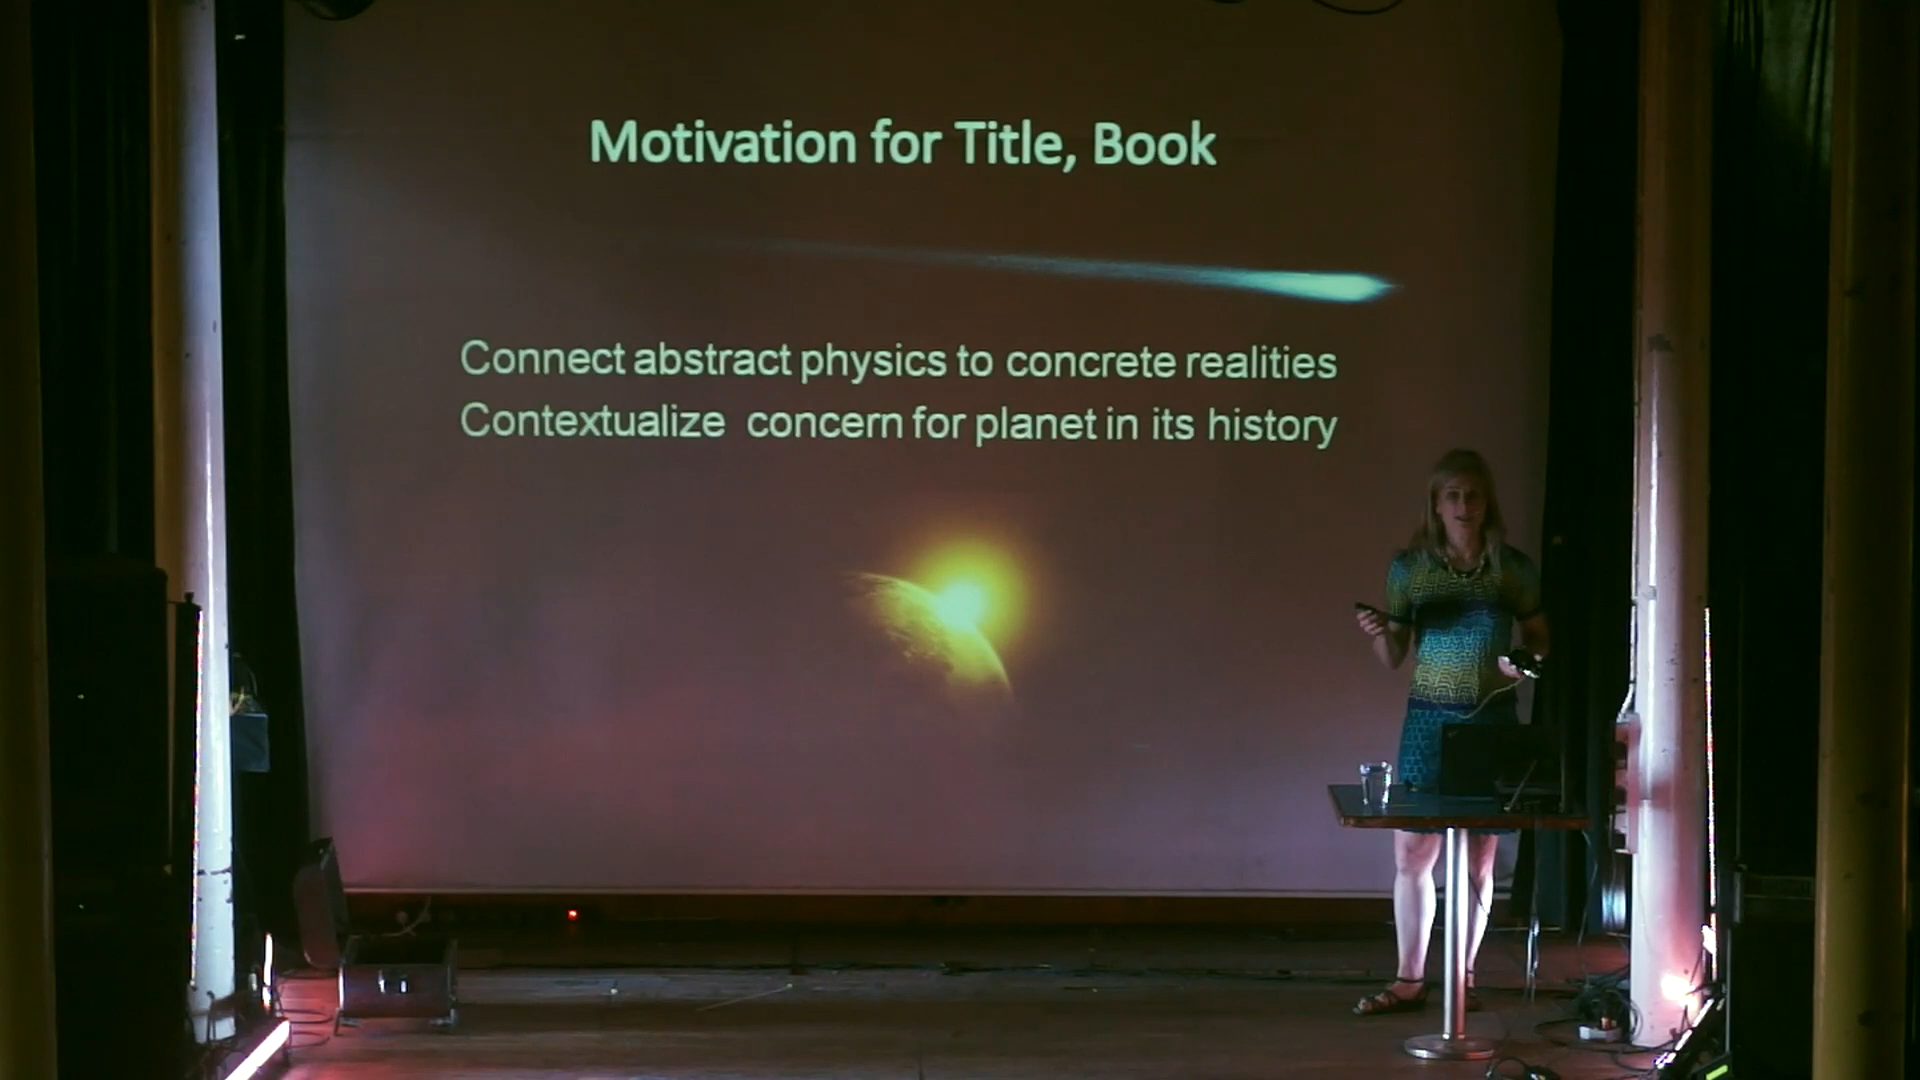 Motivation for Title, Book
Connect abstract physics to concrete realities
Contextualize concern for planet in its history